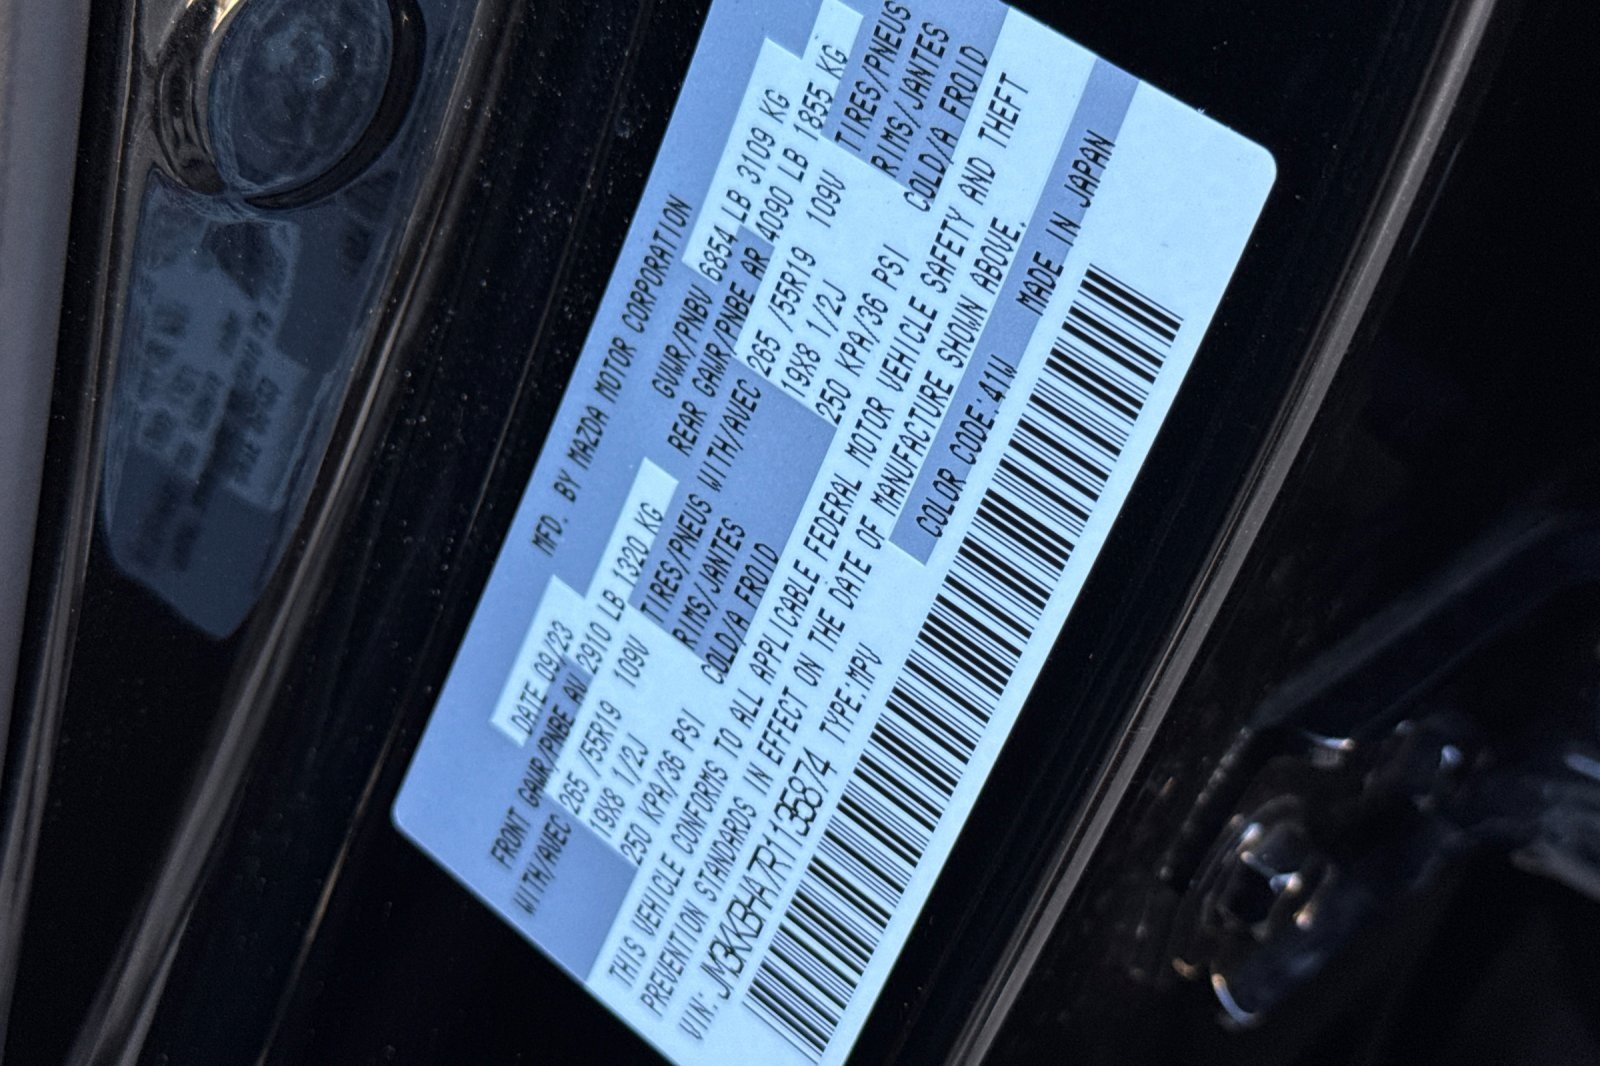 MFD. BY MAZDA MOTOR CORPORATION
DATE 09/23 GVWR/PNBV 6854 LB 3109 KG
FRONT GAWR/PNBE AV 2910 LB 1320 KG REAR GAWR/PNBE AR 4090 LB 1855 KG
WITH/AVEC 265 /55R19 109V TIRES/PNEUS WITH/AVEC 265 /55R19 109V TIRES/PNEUS
19X8 1/2J RIMS/JANTES 19X8 1/2J RIMS/JANTES
250 KPA/36 PSI COLD/A FROID 250 KPA/36 PSI COLD/A FROID
THIS VEHICLE CONFORMS TO ALL APPLICABLE FEDERAL MOTOR VEHICLE SAFETY AND THEFT
PREVENTION STANDARDS IN EFFECT ON THE DATE OF MANUFACTURE SHOWN ABOVE.
VIN: JM3KKBHA7R1135874 TYPE:MPV COLOR CODE:41W MADE IN JAPAN